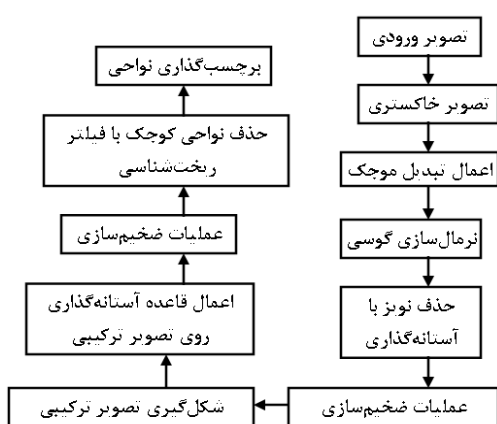 تصویر ورودی
تصویر خاکستری
اعمال تبدیل موجک
نرمال‌سازی گوسی
حذف نویز با
آستانه‌گذاری
عملیات ضخیم‌سازی
شکل‌گیری تصویر ترکیبی
اعمال قاعده آستانه‌گذاری
روی تصویر ترکیبی
عملیات ضخیم‌سازی
حذف نواحی کوچک با فیلتر
ریخت‌شناسی
برچسب‌گذاری نواحی